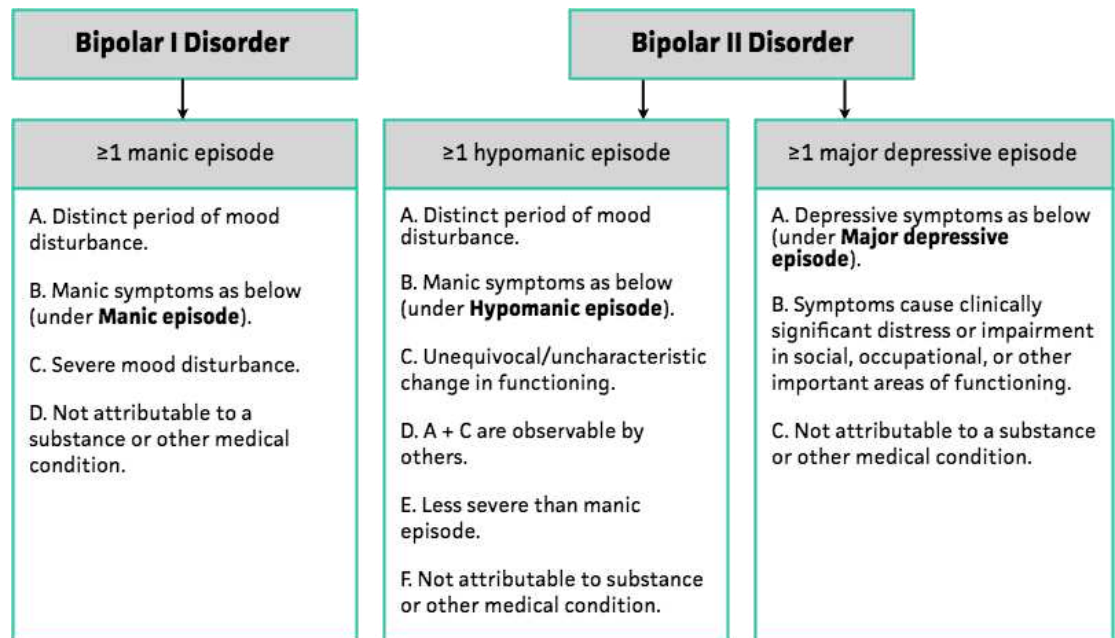 Bipolar I Disorder
Bipolar II Disorder
≥1 manic episode
A. Distinct period of mood
disturbance.
B. Manic symptoms as below
(under Manic episode).
C. Severe mood disturbance.
D. Not attributable to a
substance or other medical
condition.
≥1 hypomanic episode
A. Distinct period of mood
disturbance.
B. Manic symptoms as below
(under Hypomanic episode).
C. Unequivocal/uncharacteristic
change in functioning.
D. A + C are observable by
others.
E. Less severe than manic
episode.
F. Not attributable to substance
or other medical condition.
≥1 major depressive episode
A. Depressive symptoms as below
(under Major depressive
episode).
B. Symptoms cause clinically
significant distress or impairment
in social, occupational, or other
important areas of functioning.
C. Not attributable to a substance
or other medical condition.